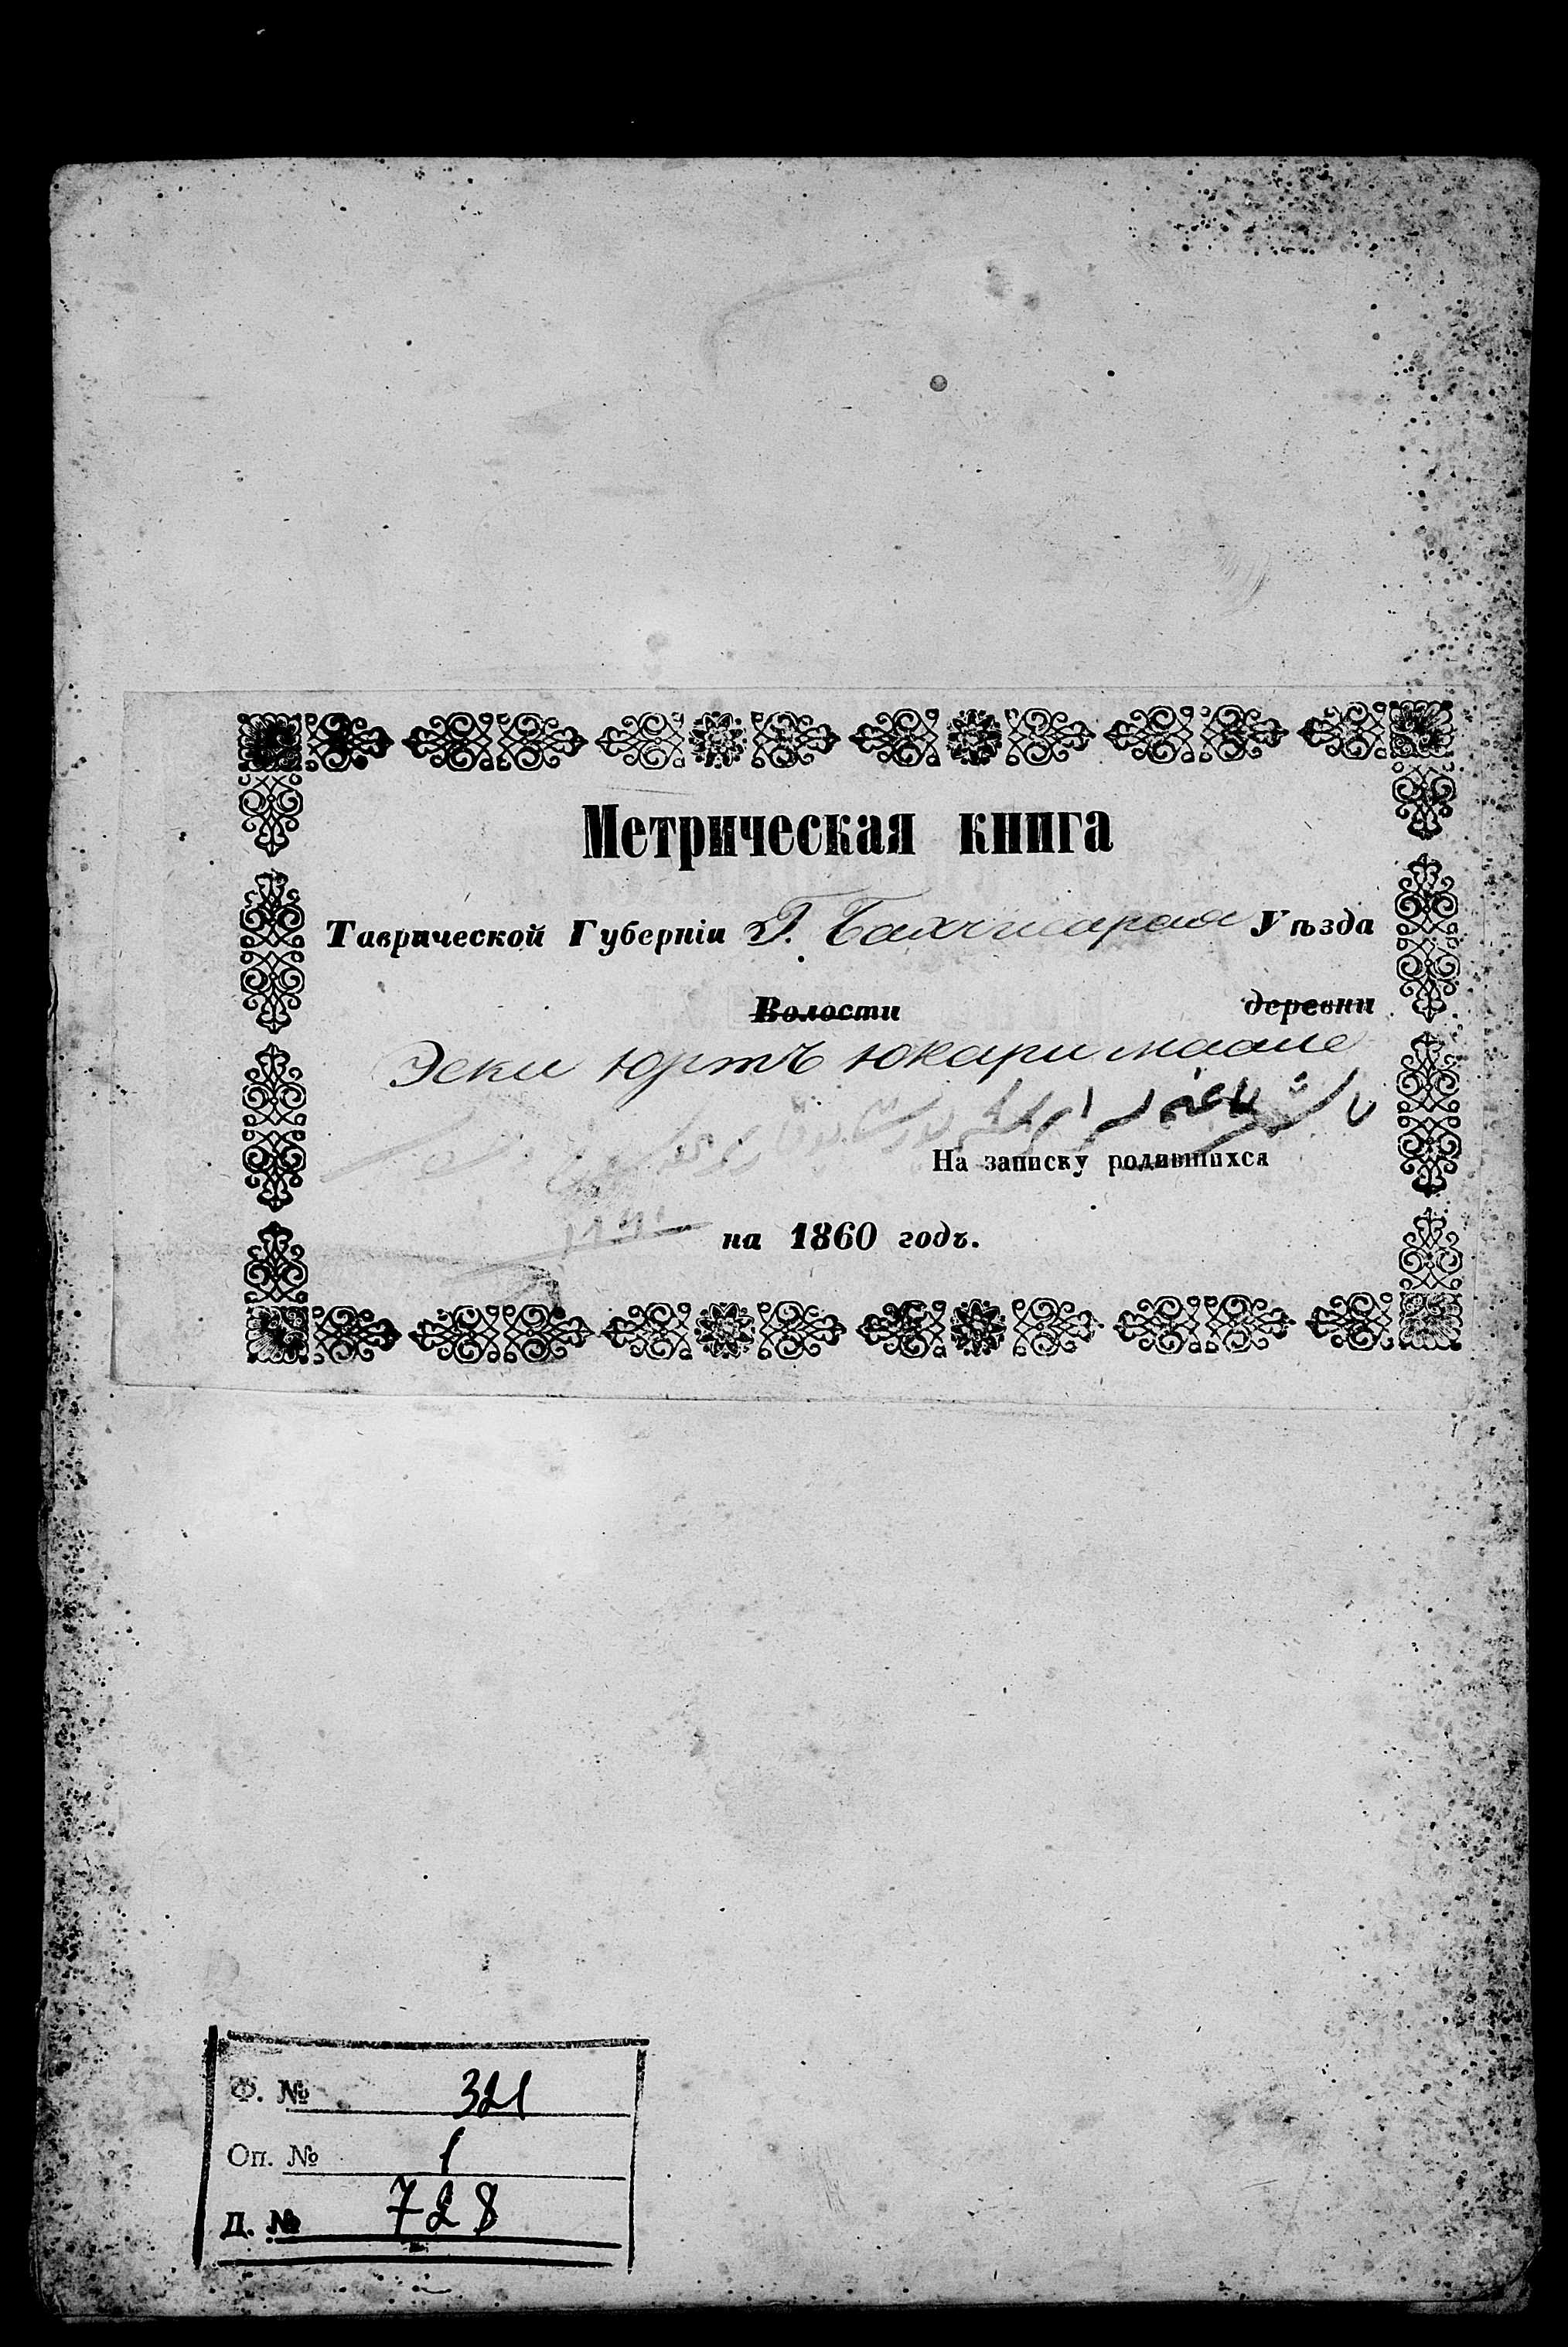 Метрическая книга
Таврической Губерніи Г. Бахчисарая Уѣзда
Волости деревни
Эски Юртъ Юкари маале
На записку родившихся
на 1860 годъ.
Ф. № 321
Оп. № 1
Д. № 728